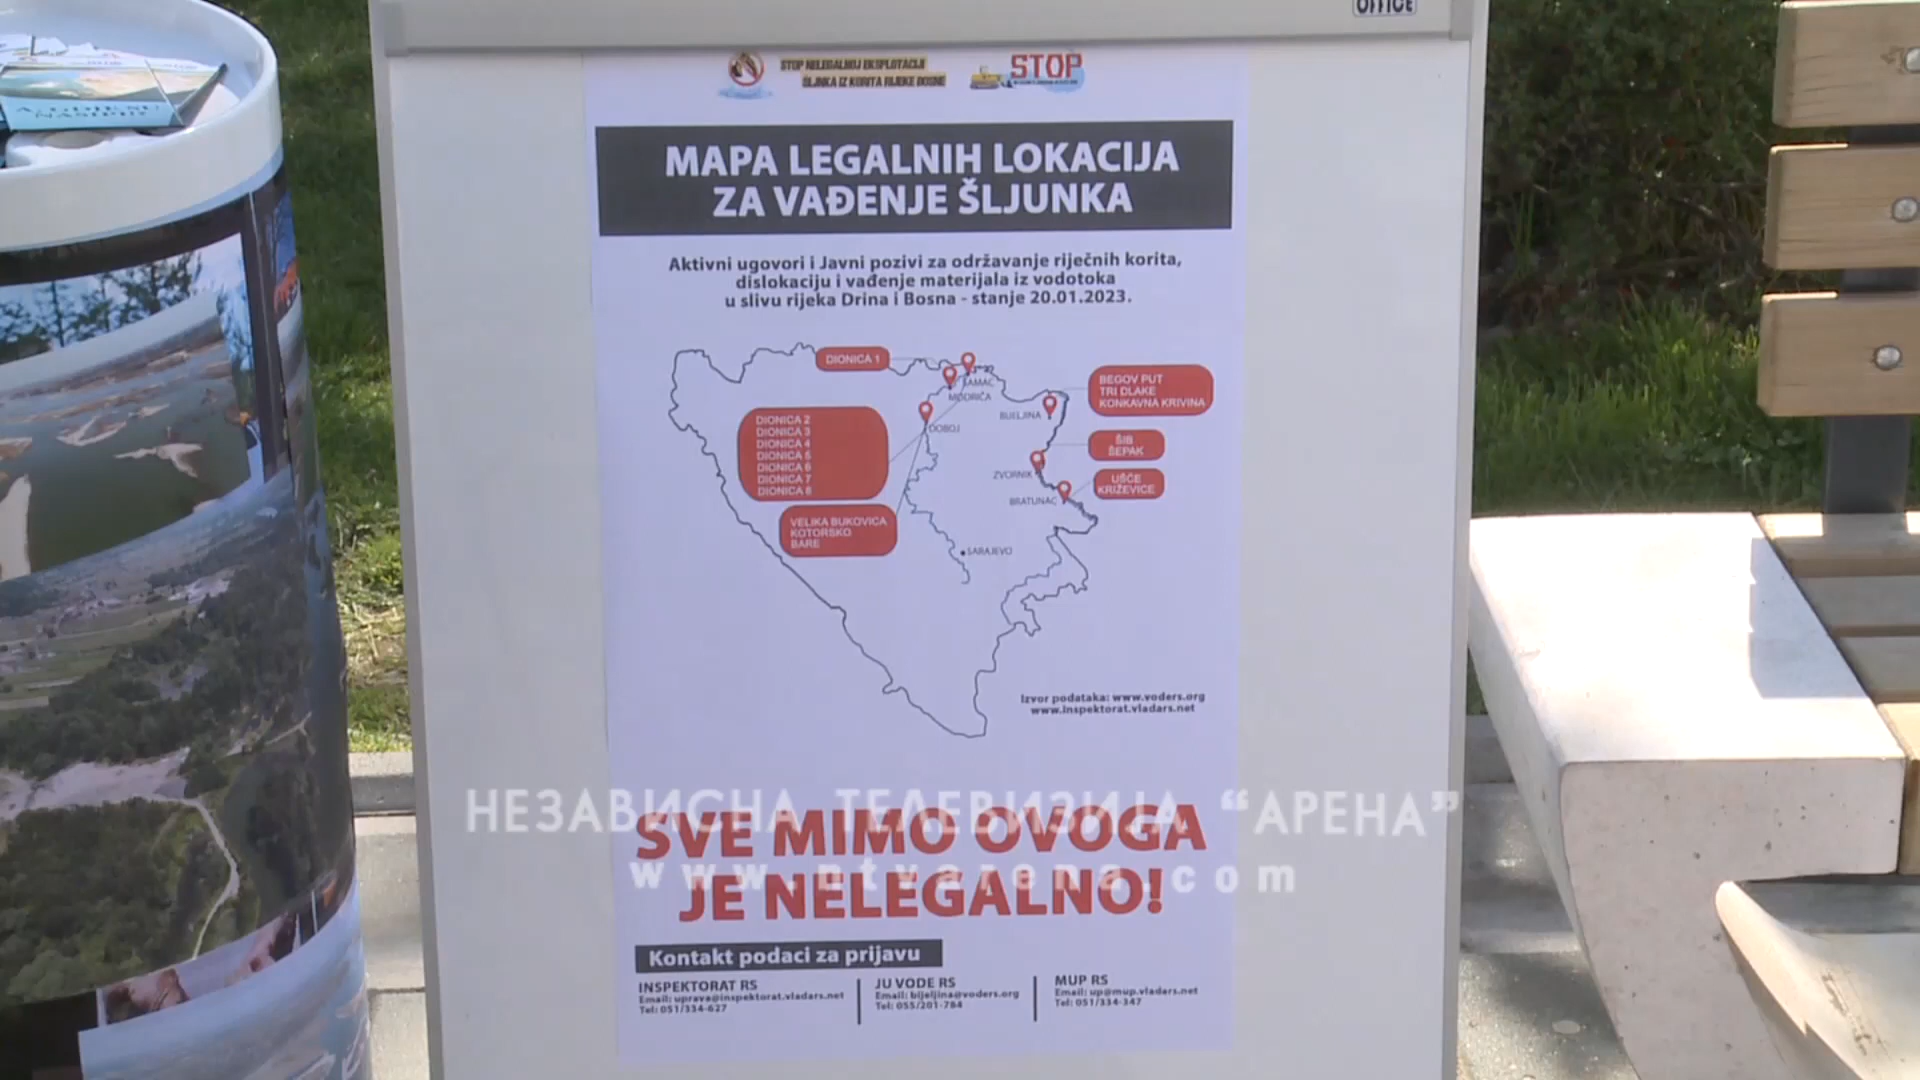 OFFICE
STOP NELEGALNOJ EKSPLOTACIJI
ŠLJUNKA IZ KORITA RIJEKE BOSNE
STOP
MAPA LEGALNIH LOKACIJA
ZA VAĐENJE ŠLJUNKA
Aktivni ugovori i Javni pozivi za održavanje riječnih korita,
dislokaciju i vađenje materijala iz vodotoka
u slivu rijeka Drina i Bosna - stanje 20.01.2023.
DIONICA 1
ŠAMAC
MODRIČA
DOBOJ
BIJELJINA
BEGOV PUT
TRI DLAKE
KONKAVNA KRIVINA
DIONICA 2
DIONICA 3
DIONICA 4
DIONICA 5
DIONICA 6
DIONICA 7
DIONICA 8
ŠIB
ŠEPAK
ZVORNIK
UŠĆE
KRIŽEVICE
BRATUNAC
VELIKA BUKOVICA
KOTORSKO
BARE
SARAJEVO
Izvor podataka: www.voders.org
www.inspektorat.vladars.net
НЕЗАВИСНА ТЕЛЕВИЗИЈА “АРЕНА”
SVE MIMO OVOGA
www.ntvarena.com
JE NELEGALNO!
Kontakt podaci za prijavu
INSPEKTORAT RS
Email: uprava@inspektorat.vladars.net
Tel: 051/334-627
JU VODE RS
Email: bijeljina@voders.org
Tel: 055/201-784
MUP RS
Email: up@mup.vladars.net
Tel: 051/334-347